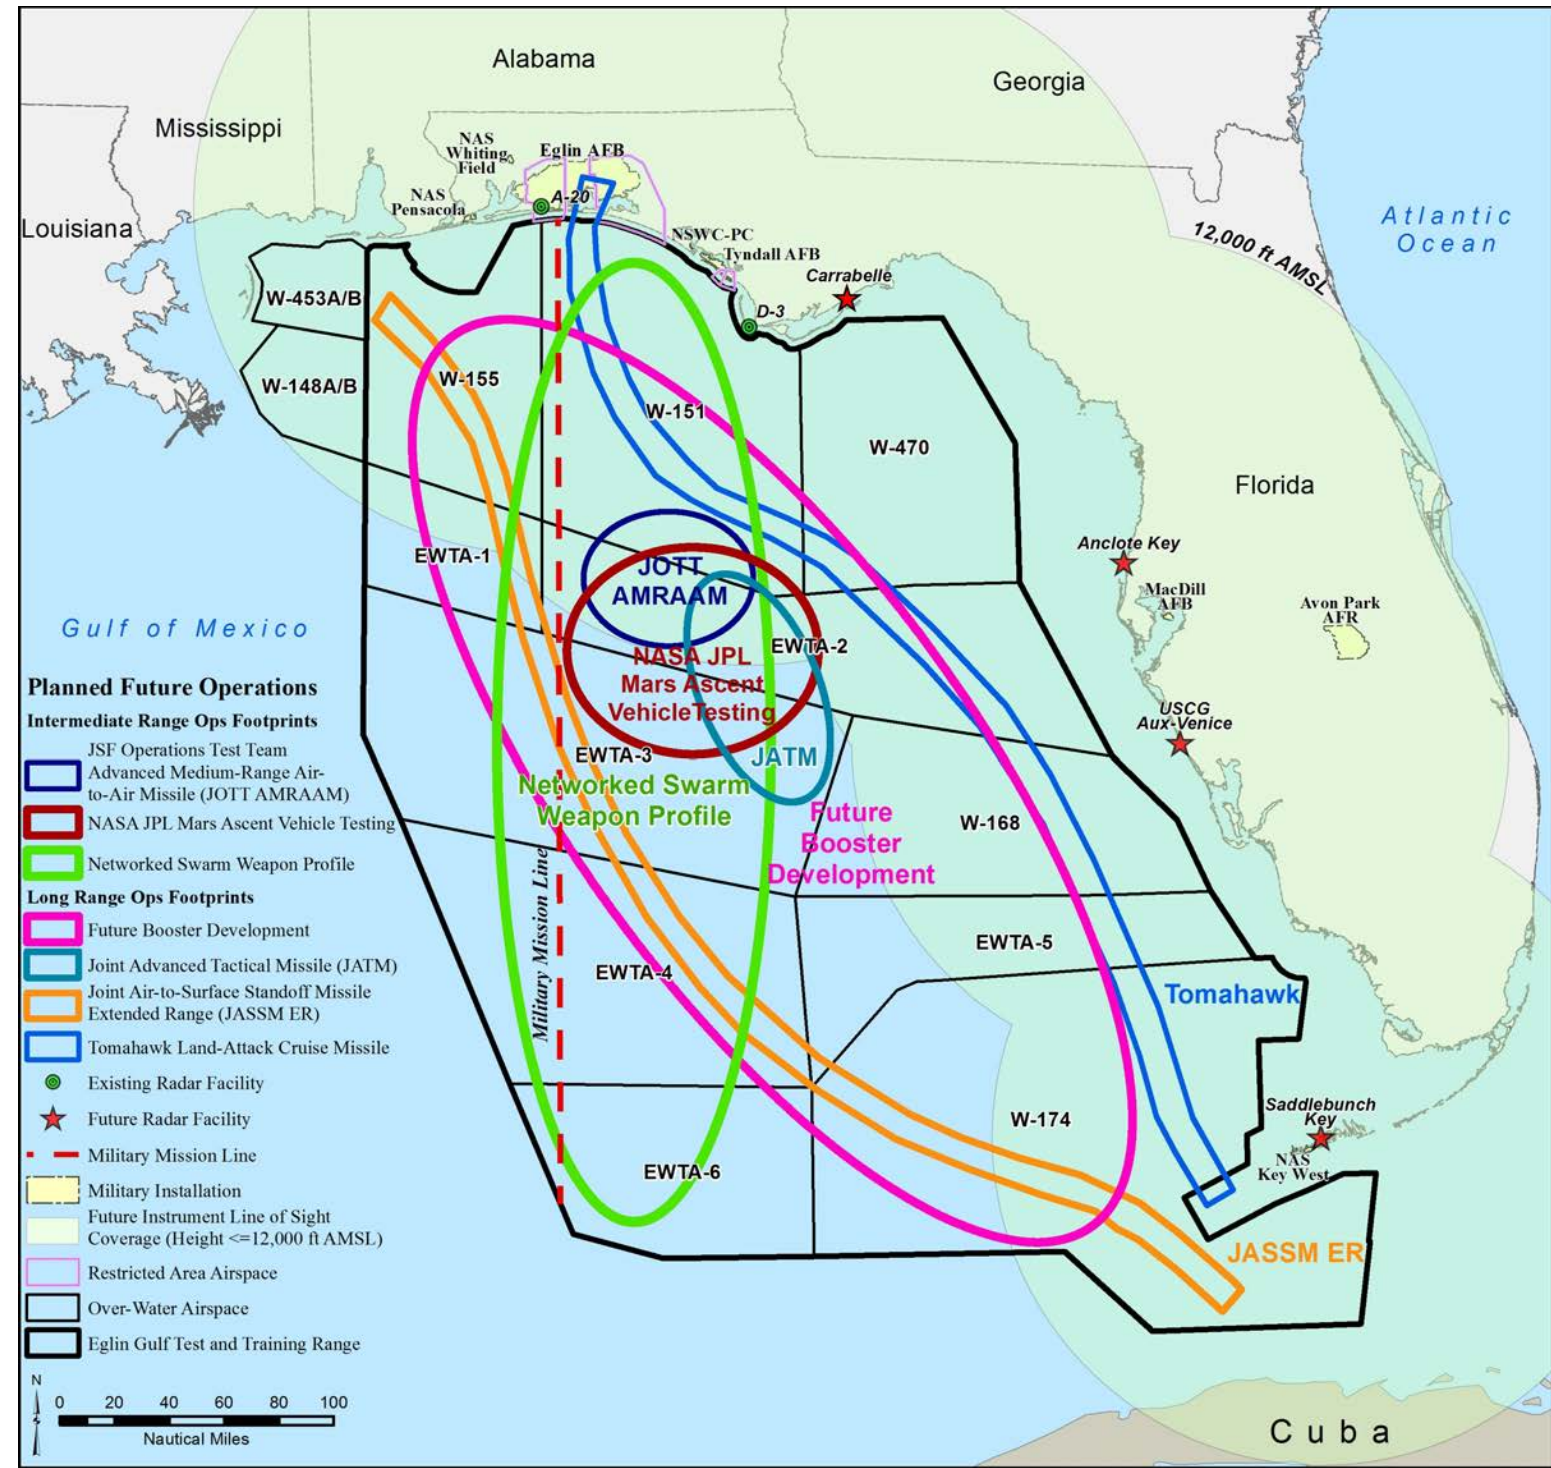 Alabama
Georgia
Mississippi
NAS
Whiting
Field
Eglin AFB
A-20
NAS
Pensacola
Louisiana
Atlantic
Ocean
12,000 ft AMSL
NSWC-PC
Tyndall AFB
Carrabelle
D-3
W-453A/B
W-148A/B
W-155
W-151
W-470
Florida
EWTA-1
JOTT
AMRAAM
Anclote Key
MacDill
AFB
Avon Park
AFR
Gulf of Mexico
EWTA-2
NASA JPL
Mars Ascent
VehicleTesting
USCG
Aux-Venice
EWTA-3
JATM
Networked Swarm
Weapon Profile
Future
Booster
Development
W-168
Military Mission Line
EWTA-4
EWTA-5
Tomahawk
W-174
Saddlebunch
Key
NAS
Key West
EWTA-6
JASSM ER
Cuba
Planned Future Operations
Intermediate Range Ops Footprints
JSF Operations Test Team
Advanced Medium-Range Air-
to-Air Missile (JOTT AMRAAM)
NASA JPL Mars Ascent Vehicle Testing
Networked Swarm Weapon Profile
Long Range Ops Footprints
Future Booster Development
Joint Advanced Tactical Missile (JATM)
Joint Air-to-Surface Standoff Missile
Extended Range (JASSM ER)
Tomahawk Land-Attack Cruise Missile
Existing Radar Facility
Future Radar Facility
Military Mission Line
Military Installation
Future Instrument Line of Sight
Coverage (Height <=12,000 ft AMSL)
Restricted Area Airspace
Over-Water Airspace
Eglin Gulf Test and Training Range
N
0 20 40 60 80 100
Nautical Miles